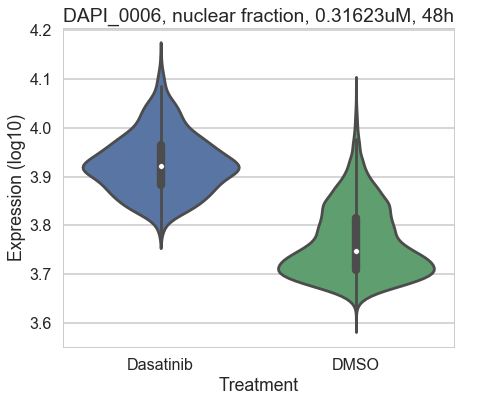 DAPI_0006, nuclear fraction, 0.31623uM, 48h
4.2
4.1
4.0
3.9
3.8
3.7
3.6
Expression (log10)
Dasatinib
DMSO
Treatment